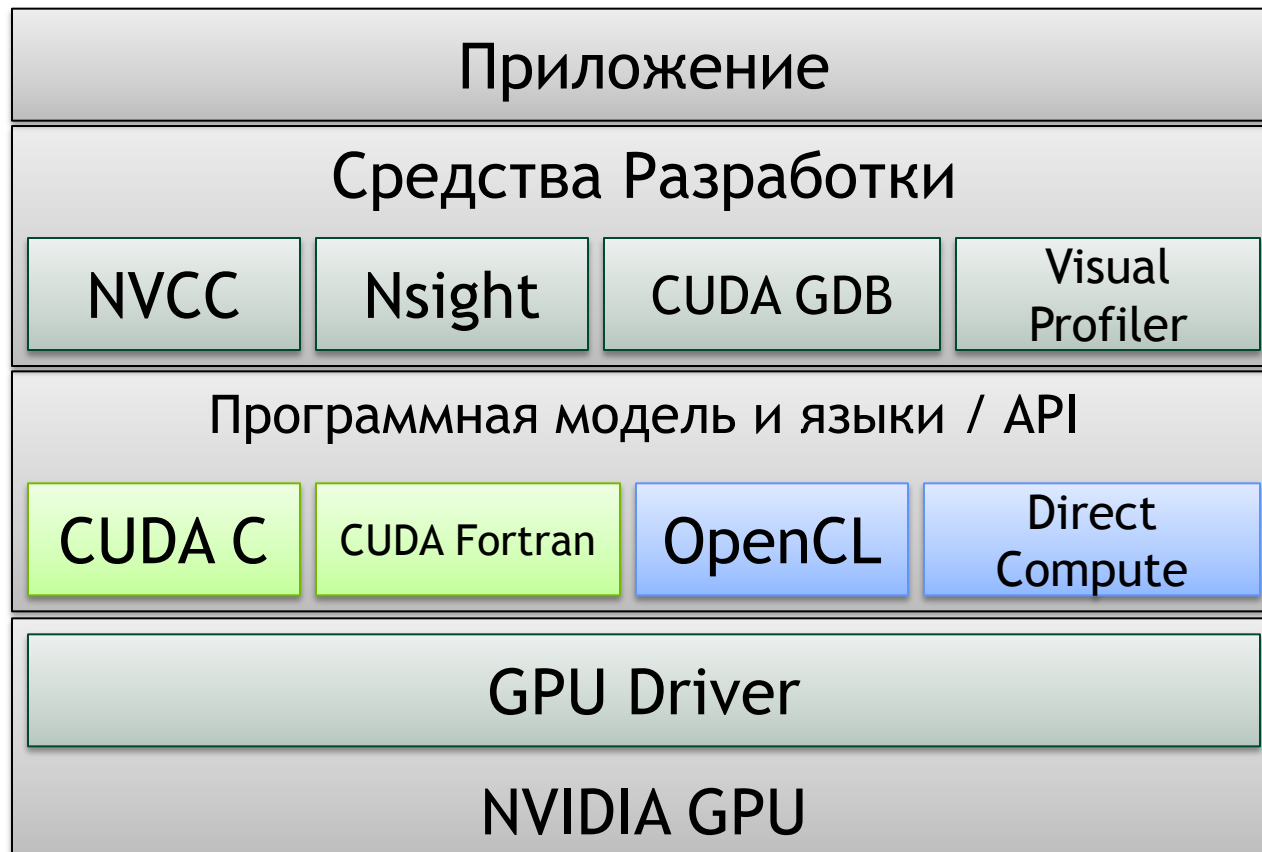 Приложение
Средства Разработки
NVCC
Nsight
CUDA GDB
Visual
Profiler
Программная модель и языки / API
CUDA C
CUDA Fortran
OpenCL
Direct
Compute
GPU Driver
NVIDIA GPU